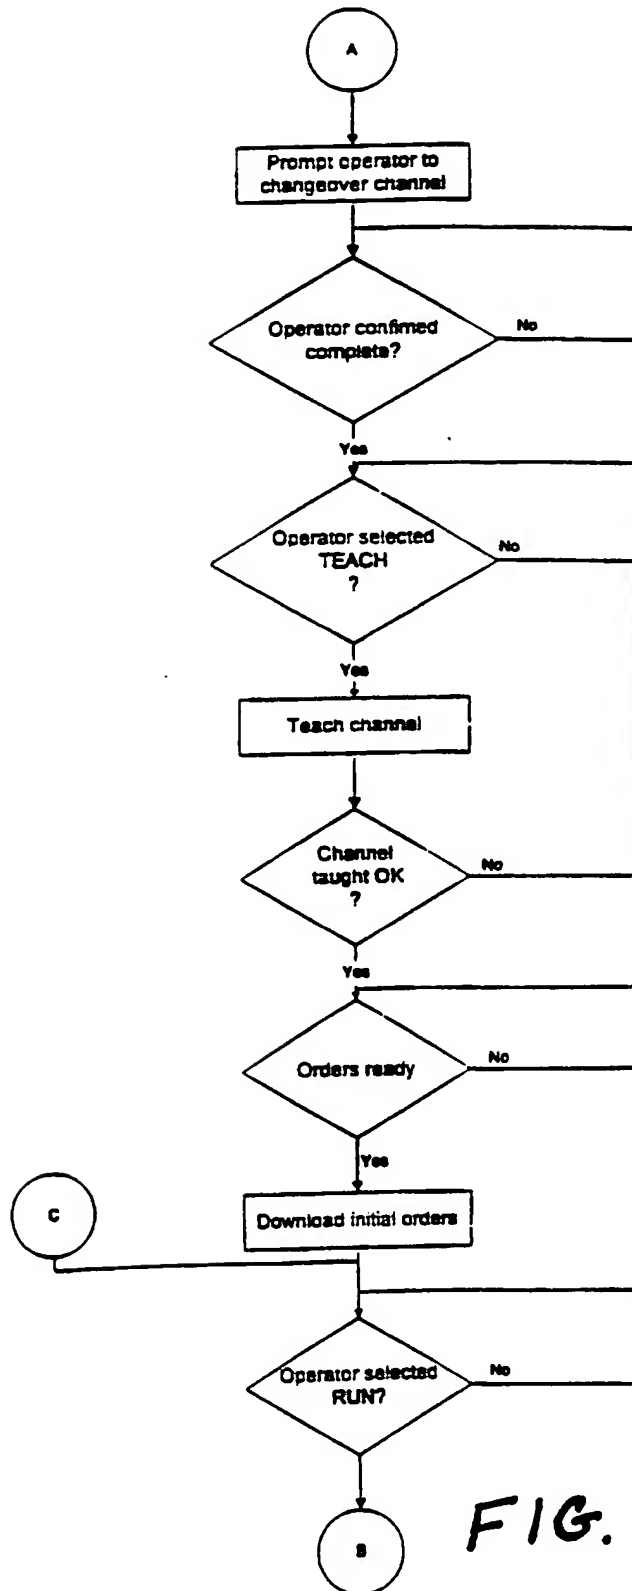 A
Prompt operator to
changeover channel
Operator confirmed
complete?
No
Yes
Operator selected
TEACH
?
No
Yes
Teach channel
Channel
taught OK
?
No
Yes
Orders ready
No
Yes
C
Download initial orders
Operator selected
RUN?
No
B
FIG.